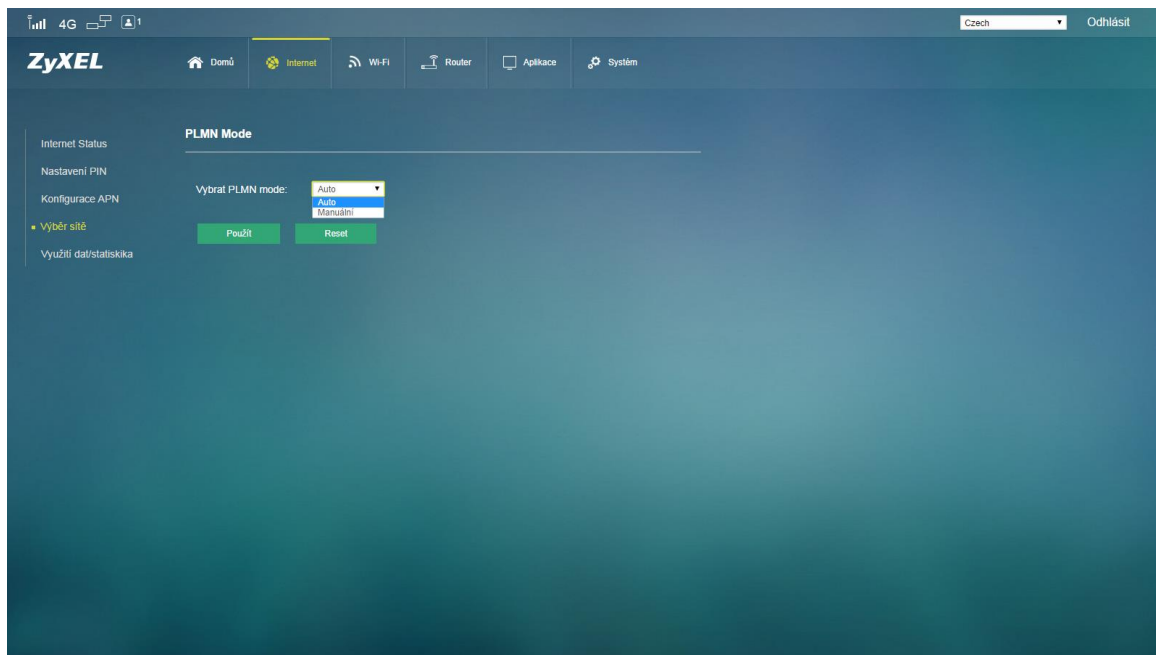 4G 1 Czech Odhlásit
ZyXEL Domů Internet Wi-Fi Router Aplikace Systém
PLMN Mode
Internet Status
Nastavení PIN
Konfigurace APN
Výběr sítě
Využití dat/statiskika
Vybrat PLMN mode: Auto
Auto
Manuální
Použít Reset